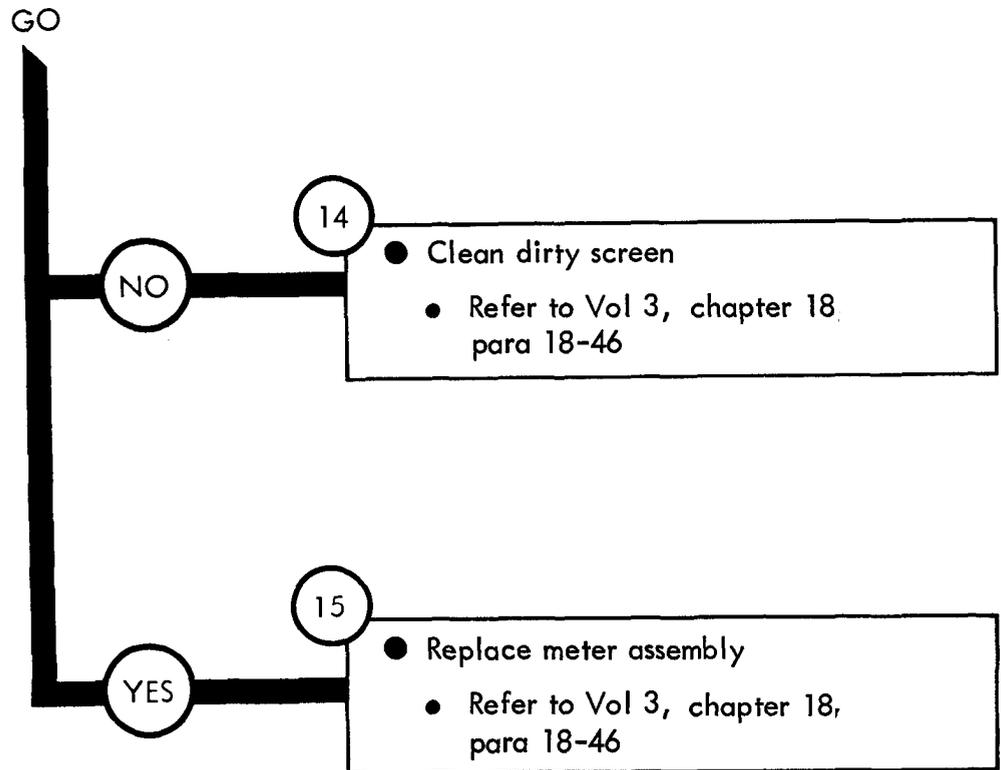 GO
14
● Clean dirty screen
NO
● Refer to Vol 3, chapter 18
para 18-46
15
● Replace meter assembly
YES
● Refer to Vol 3, chapter 18,
para 18-46